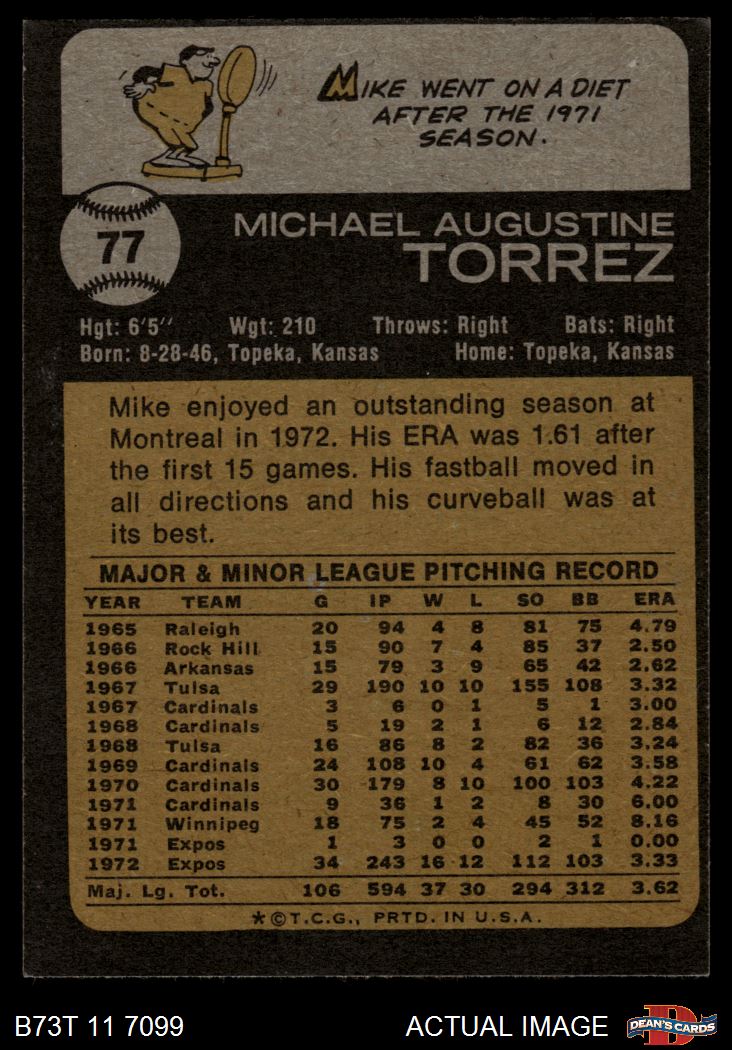 MIKE WENT ON A DIET
AFTER THE 1971
SEASON.
77
MICHAEL AUGUSTINE
TORREZ
Hgt: 6'5" Wgt: 210 Throws: Right Bats: Right
Born: 8-28-46, Topeka, Kansas Home: Topeka, Kansas
Mike enjoyed an outstanding season at
Montreal in 1972. His ERA was 1.61 after
the first 15 games. His fastball moved in
all directions and his curveball was at
its best.
MAJOR & MINOR LEAGUE PITCHING RECORD
YEAR TEAM G IP W L SO BB ERA
1965 Raleigh 20 94 4 8 81 75 4.79
1966 Rock Hill 15 90 7 4 85 37 2.50
1966 Arkansas 15 79 3 9 65 42 2.62
1967 Tulsa 29 190 10 10 155 108 3.32
1967 Cardinals 3 6 0 1 5 1 3.00
1968 Cardinals 5 19 2 1 6 12 2.84
1968 Tulsa 16 86 8 2 82 36 3.24
1969 Cardinals 24 108 10 4 61 62 3.58
1970 Cardinals 30 179 8 10 100 103 4.22
1971 Cardinals 9 36 1 2 8 30 6.00
1971 Winnipeg 18 75 2 4 45 52 8.16
1971 Expos 1 3 0 0 2 1 0.00
1972 Expos 34 243 16 12 112 103 3.33
Maj. Lg. Tot. 106 594 37 30 294 312 3.62
*©T.C.G., PRTD. IN U.S.A.
B73T 11 7099 ACTUAL IMAGE
D
DEAN'S CARDS